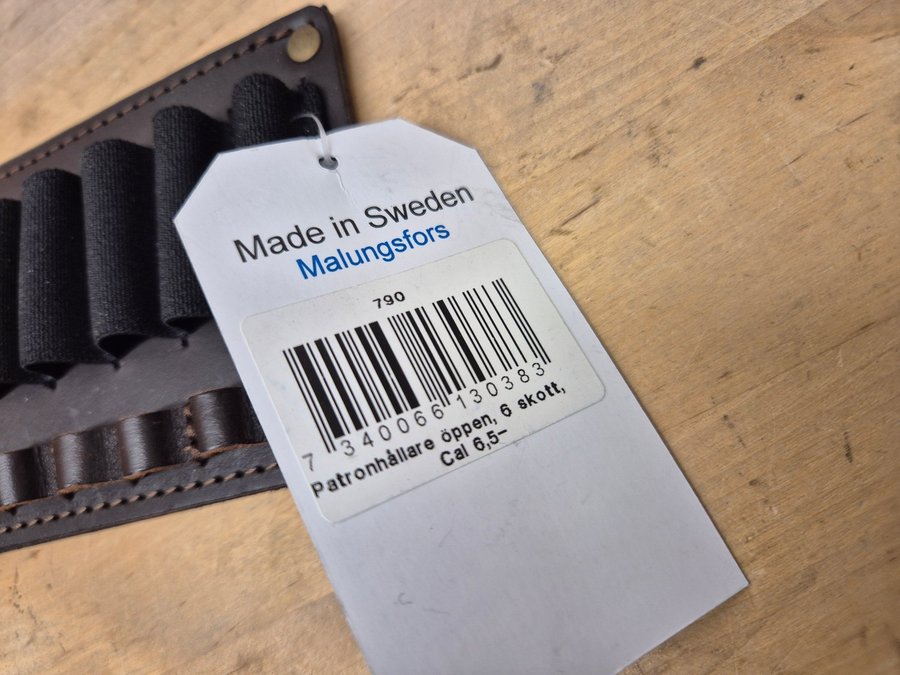 Made in Sweden
Malungsfors
790
7 340066 130383
Patronhållare öppen, 6 skott,
Cal 6,5–